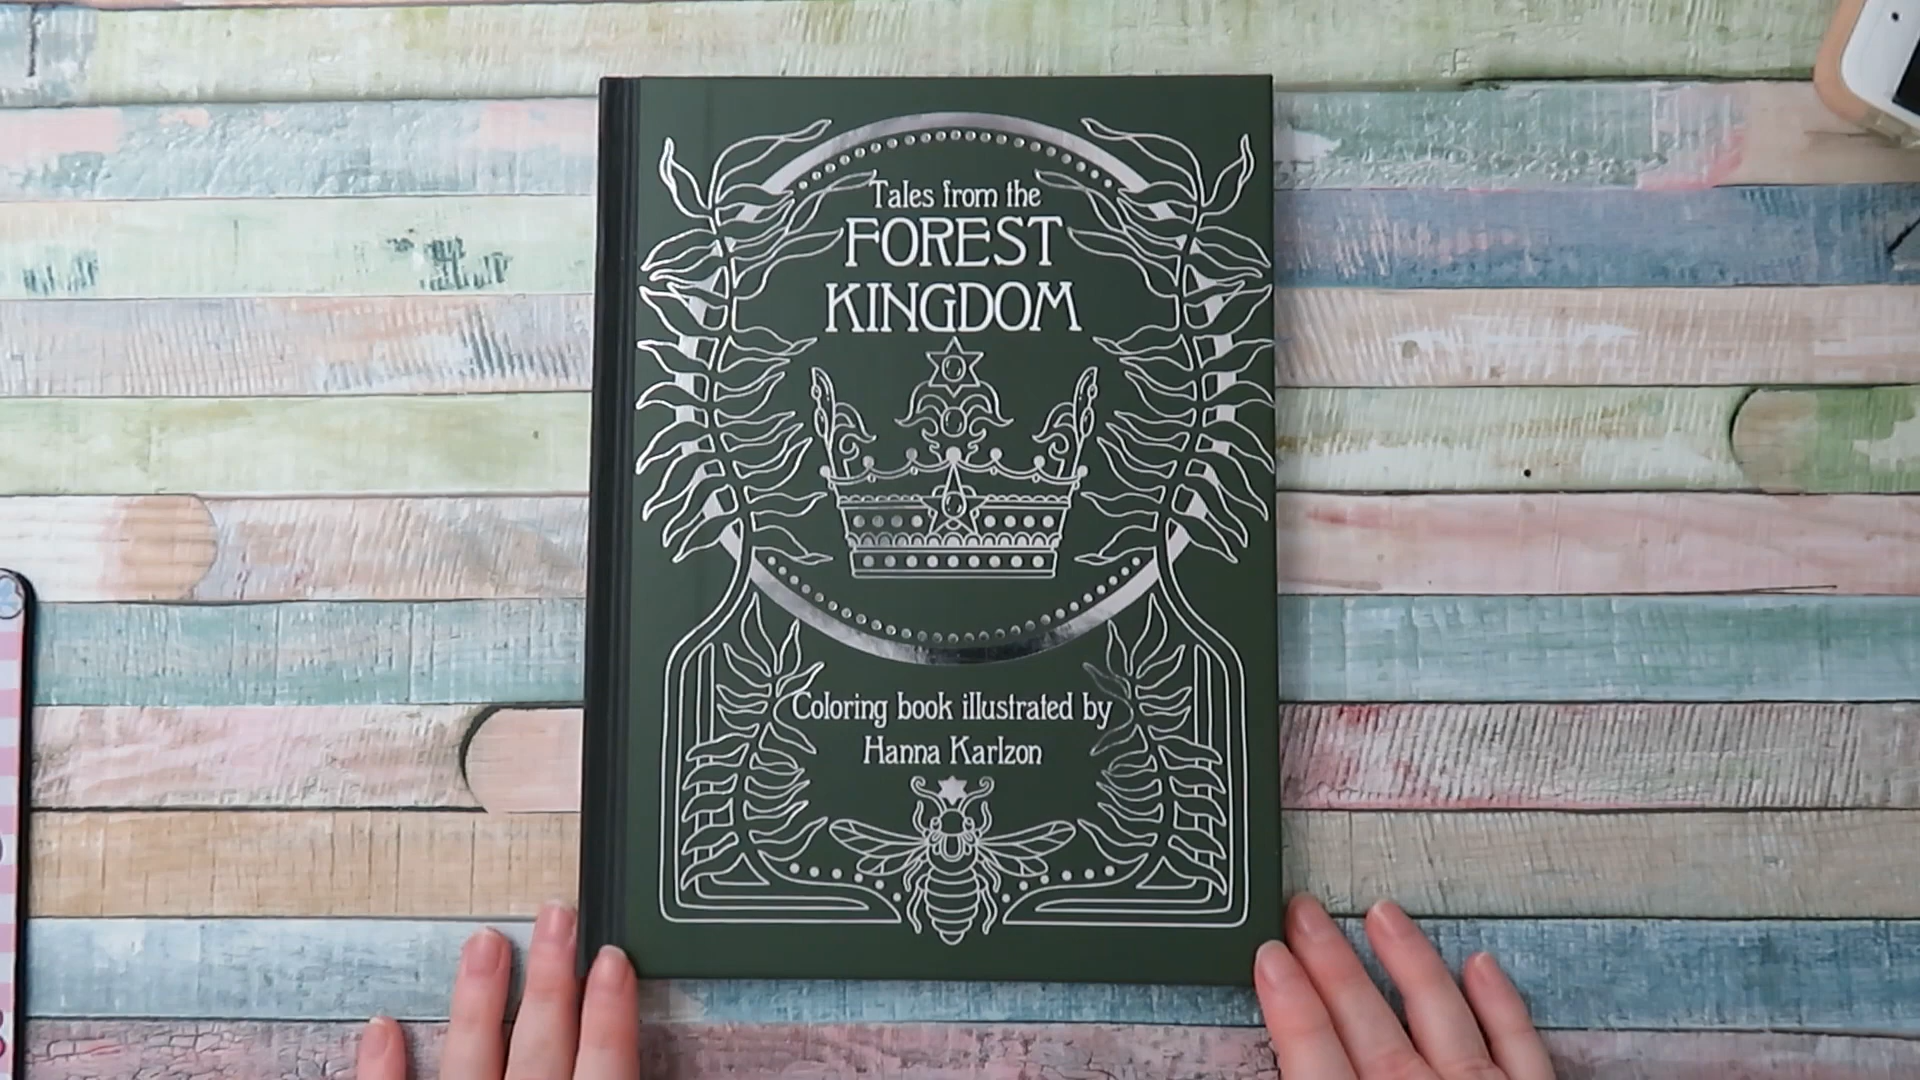 Tales from the
FOREST
KINGDOM
Coloring book illustrated by
Hanna Karlzon